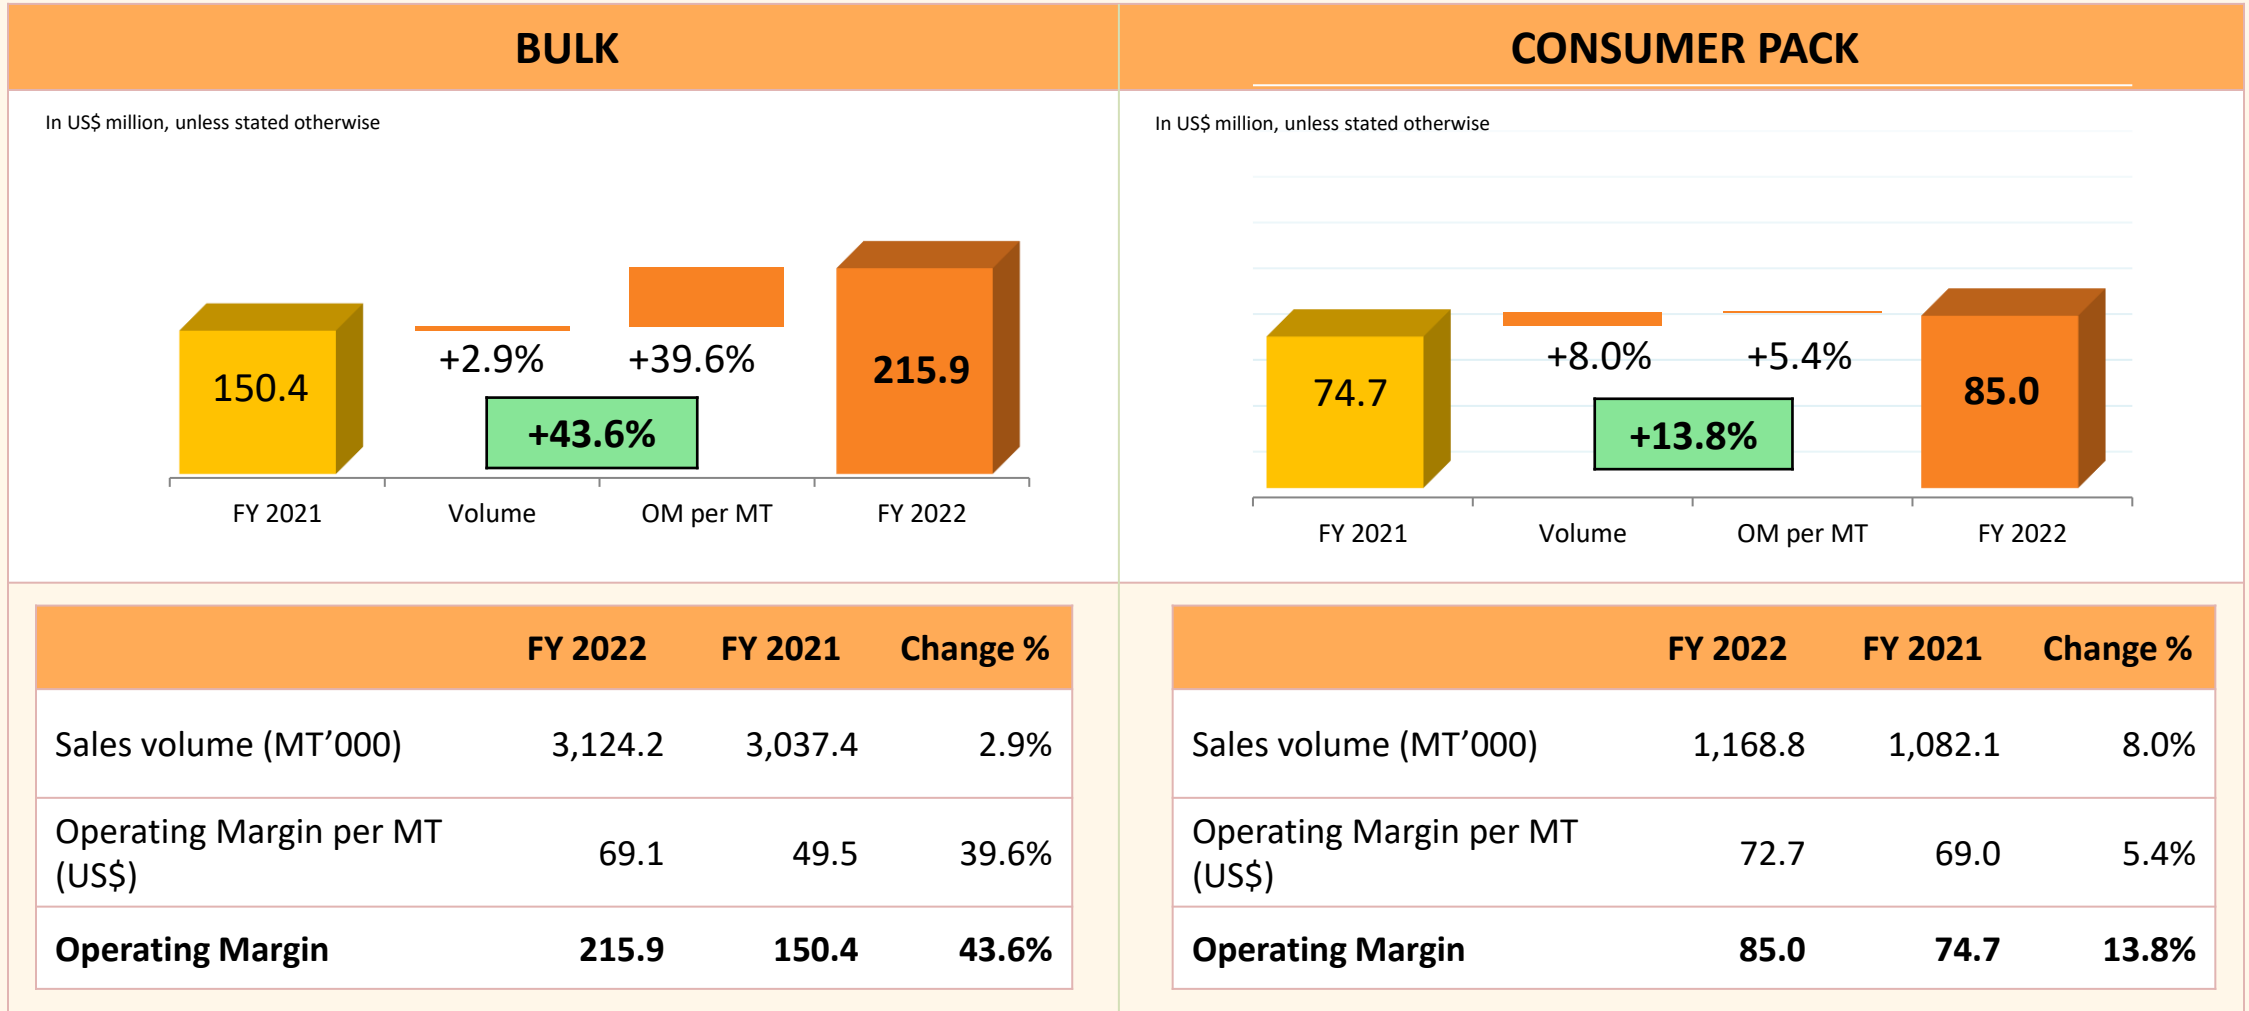 BULK
In US$ million, unless stated otherwise
150.4
+2.9%
+39.6%
215.9
+43.6%
FY 2021
Volume
OM per MT
FY 2022
CONSUMER PACK
In US$ million, unless stated otherwise
74.7
+8.0%
+5.4%
85.0
+13.8%
FY 2021
Volume
OM per MT
FY 2022
FY 2022 FY 2021 Change %
Sales volume (MT’000) 3,124.2 3,037.4 2.9%
Operating Margin per MT
(US$) 69.1 49.5 39.6%
Operating Margin 215.9 150.4 43.6%
FY 2022 FY 2021 Change %
Sales volume (MT’000) 1,168.8 1,082.1 8.0%
Operating Margin per MT
(US$) 72.7 69.0 5.4%
Operating Margin 85.0 74.7 13.8%